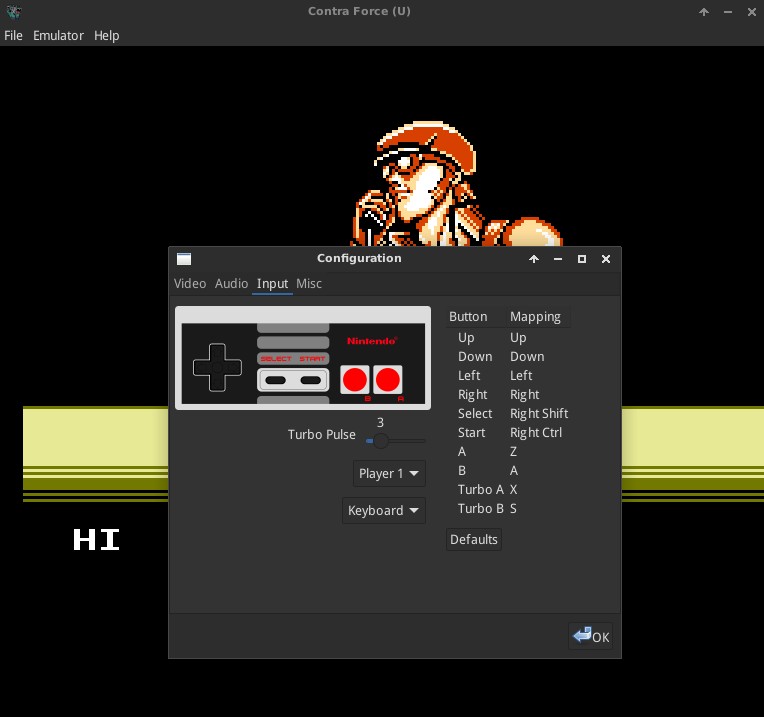 Contra Force (U)
File Emulator Help
Configuration
Video Audio Input Misc
Nintendo®
SELECT START
B A
Turbo Pulse 3
Player 1
Keyboard
Button Mapping
Up Up
Down Down
Left Left
Right Right
Select Right Shift
Start Right Ctrl
A Z
B A
Turbo A X
Turbo B S
Defaults
OK
HI